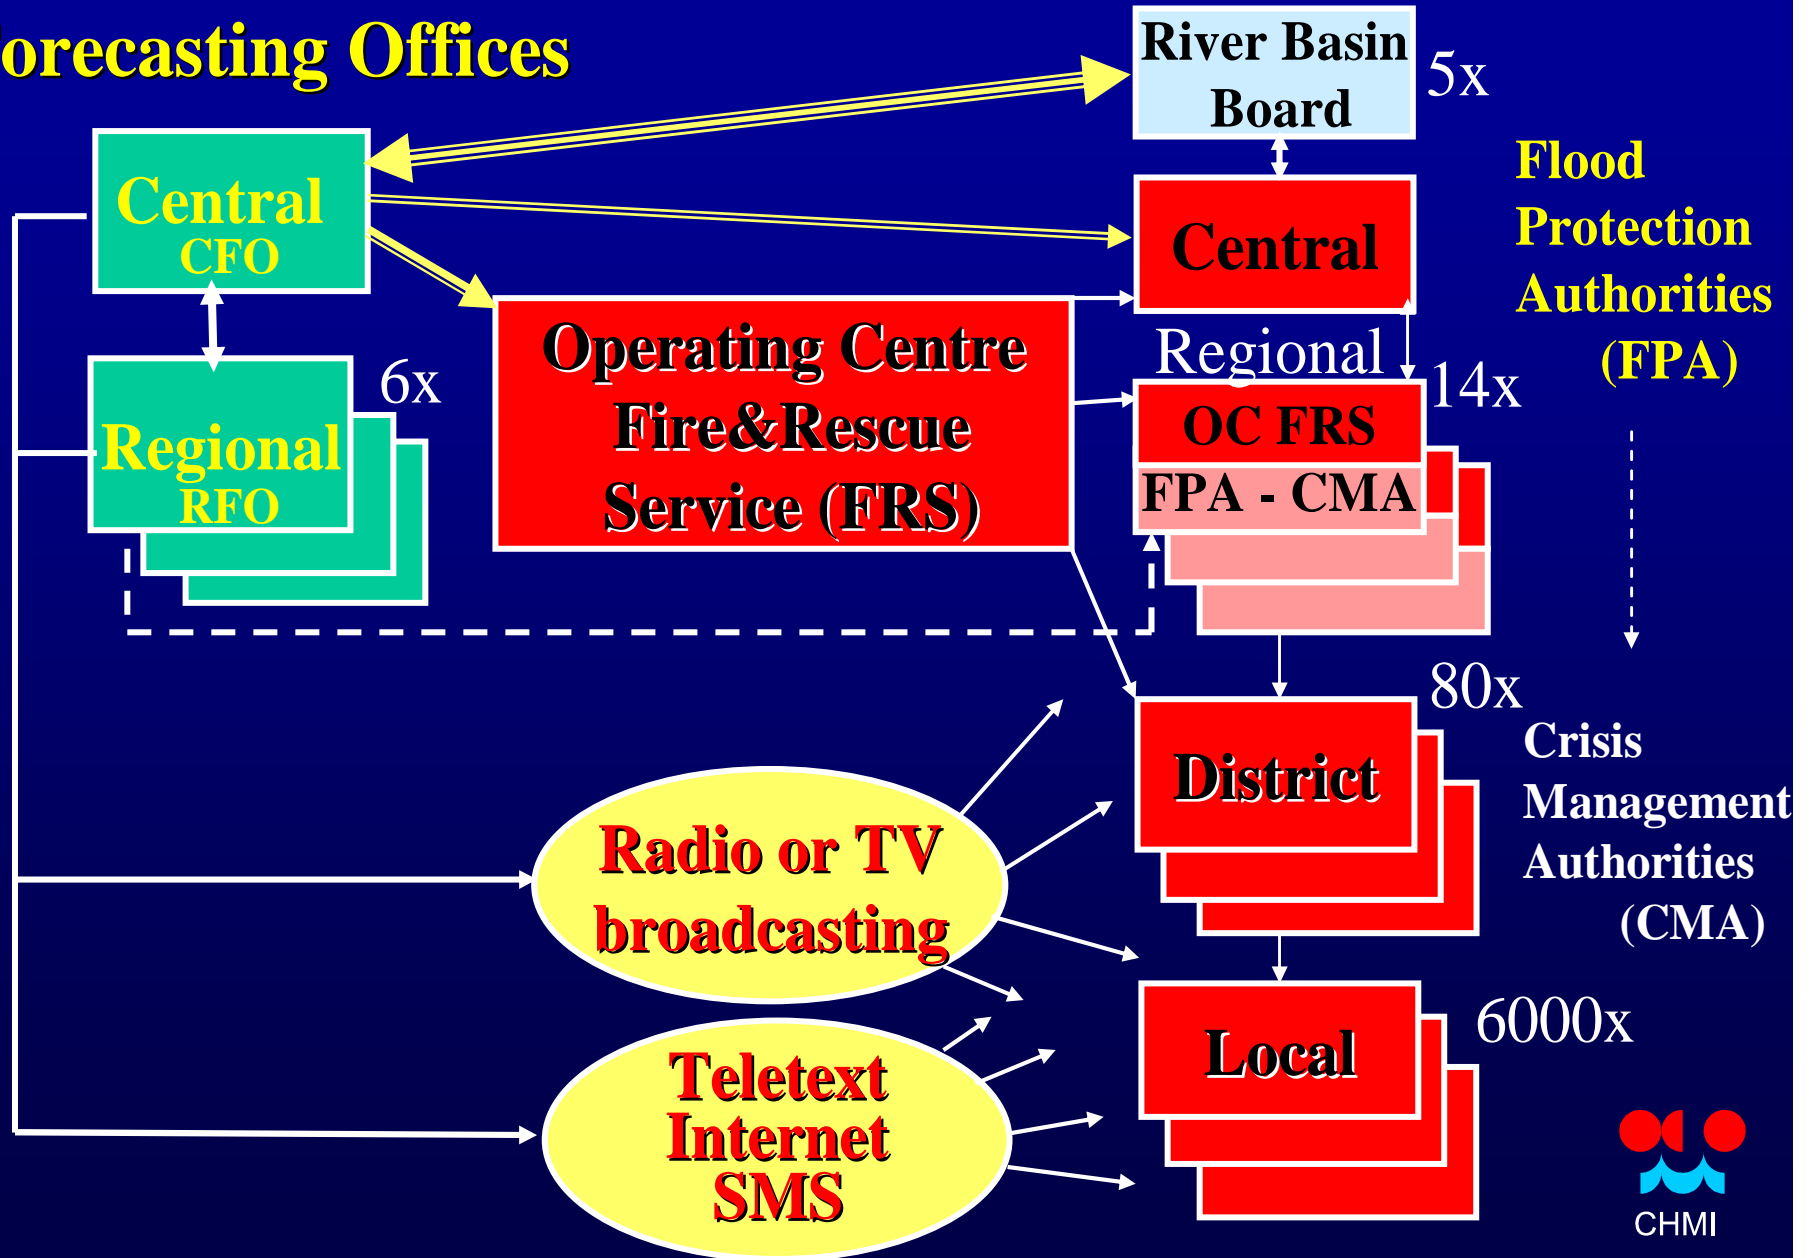 orecasting Offices
River Basin
Board
5x
Central
CFO
Flood
Protection
Authorities
(FPA)
Central
Operating Centre
Fire&Rescue
Service (FRS)
Regional
14x
6x
Regional
RFO
OC FRS
FPA - CMA
80x
District
Crisis
Management
Authorities
(CMA)
Radio or TV
broadcasting
Local
6000x
Teletext
Internet
SMS
CHMI